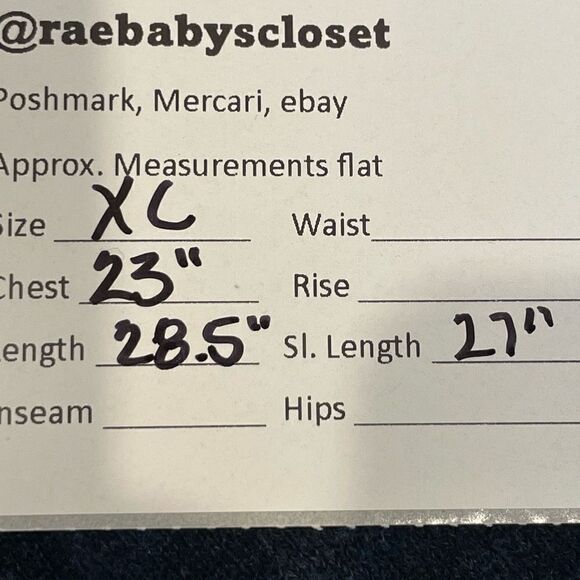 @raebabyscloset
Poshmark, Mercari, ebay
Approx. Measurements flat
Size XL Waist
Chest 23" Rise
Length 28.5" Sl. Length 27"
Inseam Hips